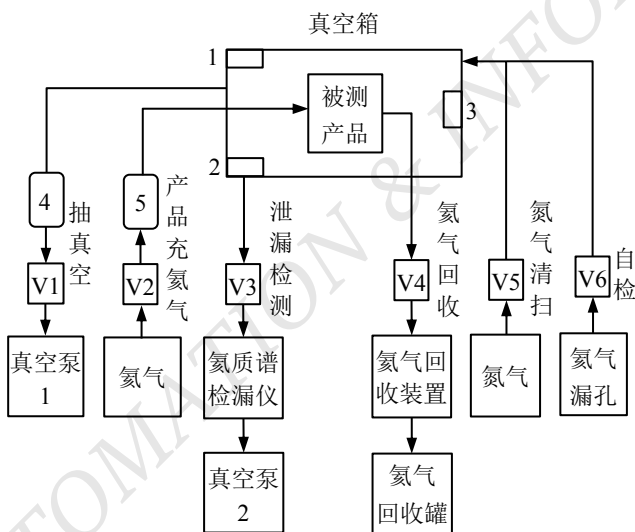 真空箱
1
被测
产品
3
2
4
抽真空
5
产品充氦气
泄漏检测
氦气回收
氮气清扫
自检
V1
V2
V3
V4
V5
V6
真空泵
1
氦气
氦质谱
检漏仪
氦气回
收装置
氮气
氦气
漏孔
真空泵
2
氦气
回收罐
TOMATION & INFO